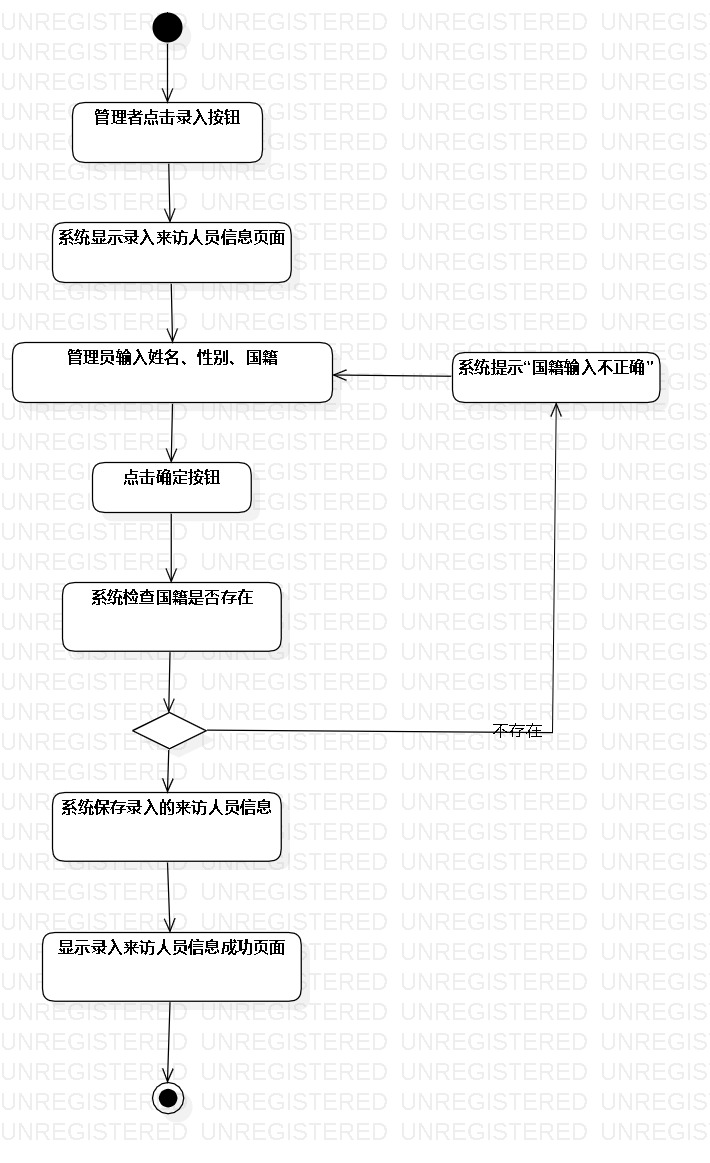 管理者点击录入按钮
系统显示录入来访人员信息页面
管理员输入姓名、性别、国籍
系统提示“国籍输入不正确”
点击确定按钮
系统检查国籍是否存在
不存在
系统保存录入的来访人员信息
显示录入来访人员信息成功页面
UNREGISTERED